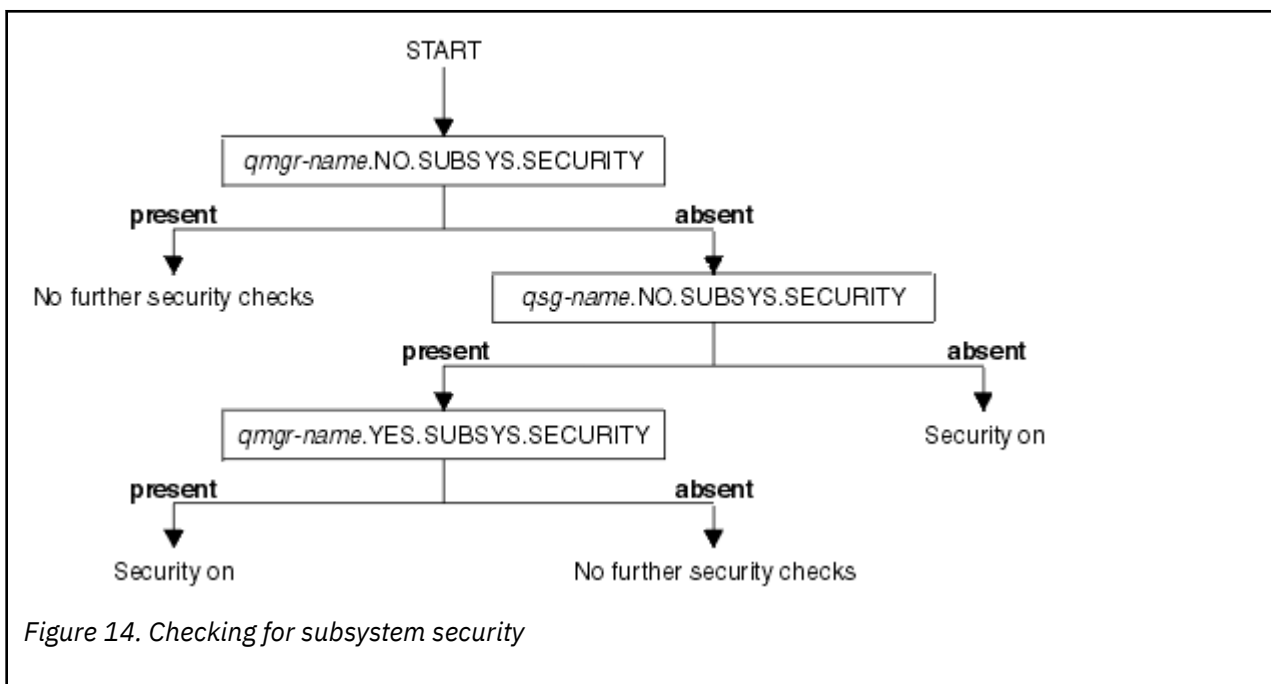 START
qmgr-name.NO.SUBSYS.SECURITY
present absent
No further security checks
qsg-name.NO.SUBSYS.SECURITY
present absent
qmgr-name.YES.SUBSYS.SECURITY
Security on
present absent
Security on
No further security checks
Figure 14. Checking for subsystem security